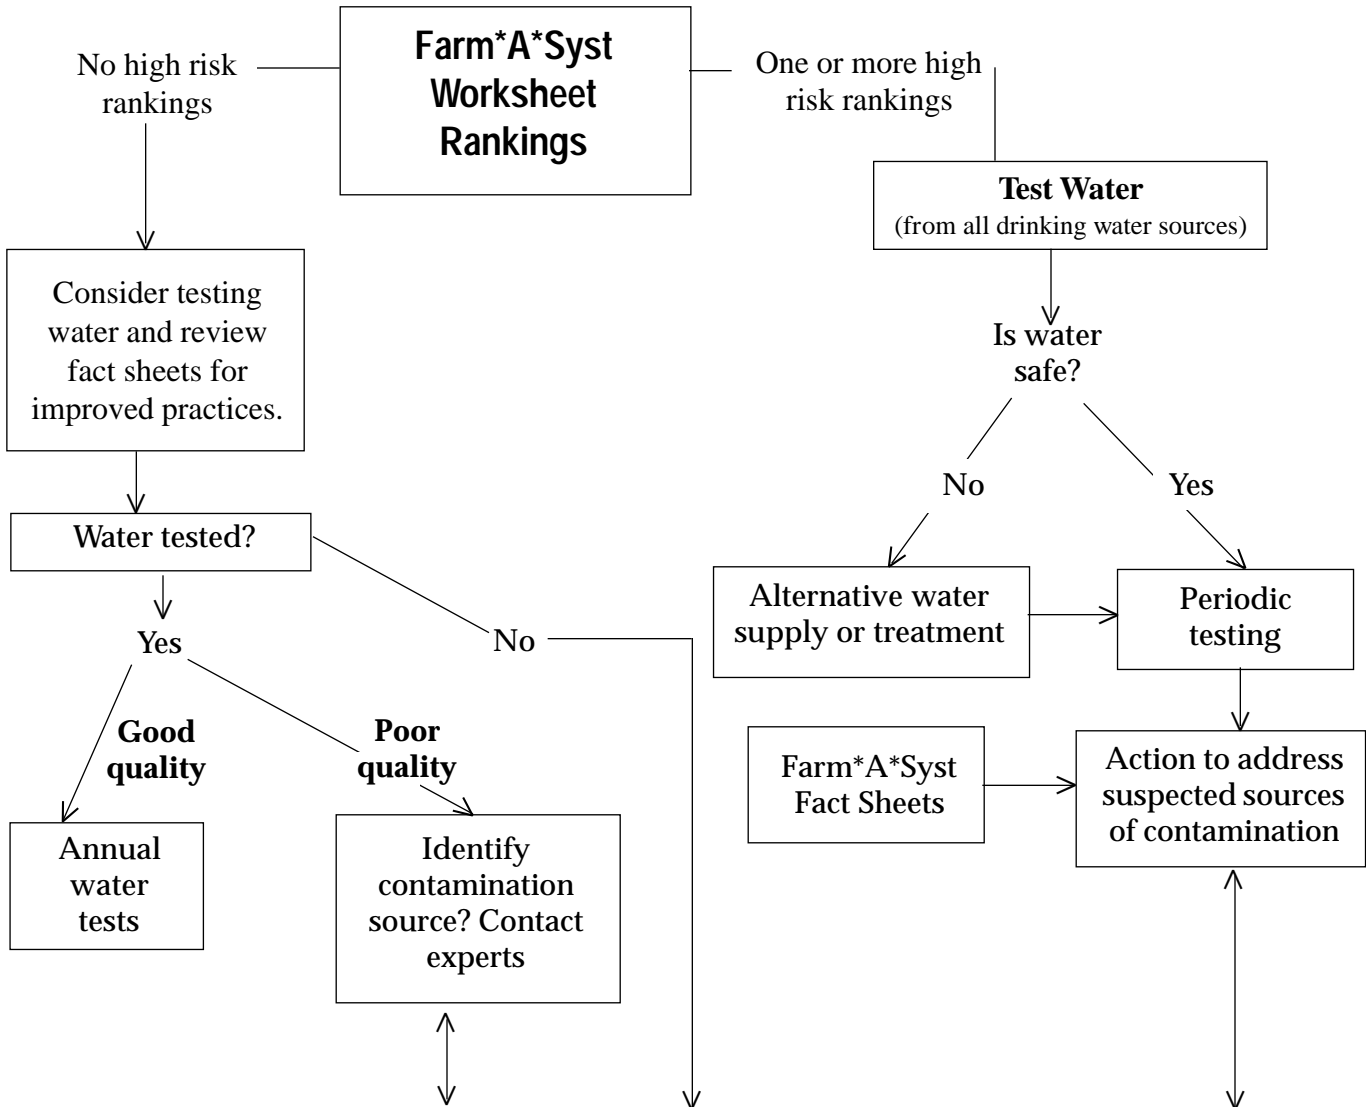 Farm*A*Syst
Worksheet
Rankings
No high risk
rankings
One or more high
risk rankings
Test Water
(from all drinking water sources)
Consider testing
water and review
fact sheets for
improved practices.
Is water
safe?
No
Yes
Water tested?
Alternative water
supply or treatment
Periodic
testing
Yes
No
Good
quality
Poor
quality
Farm*A*Syst
Fact Sheets
Action to address
suspected sources
of contamination
Annual
water
tests
Identify
contamination
source? Contact
experts